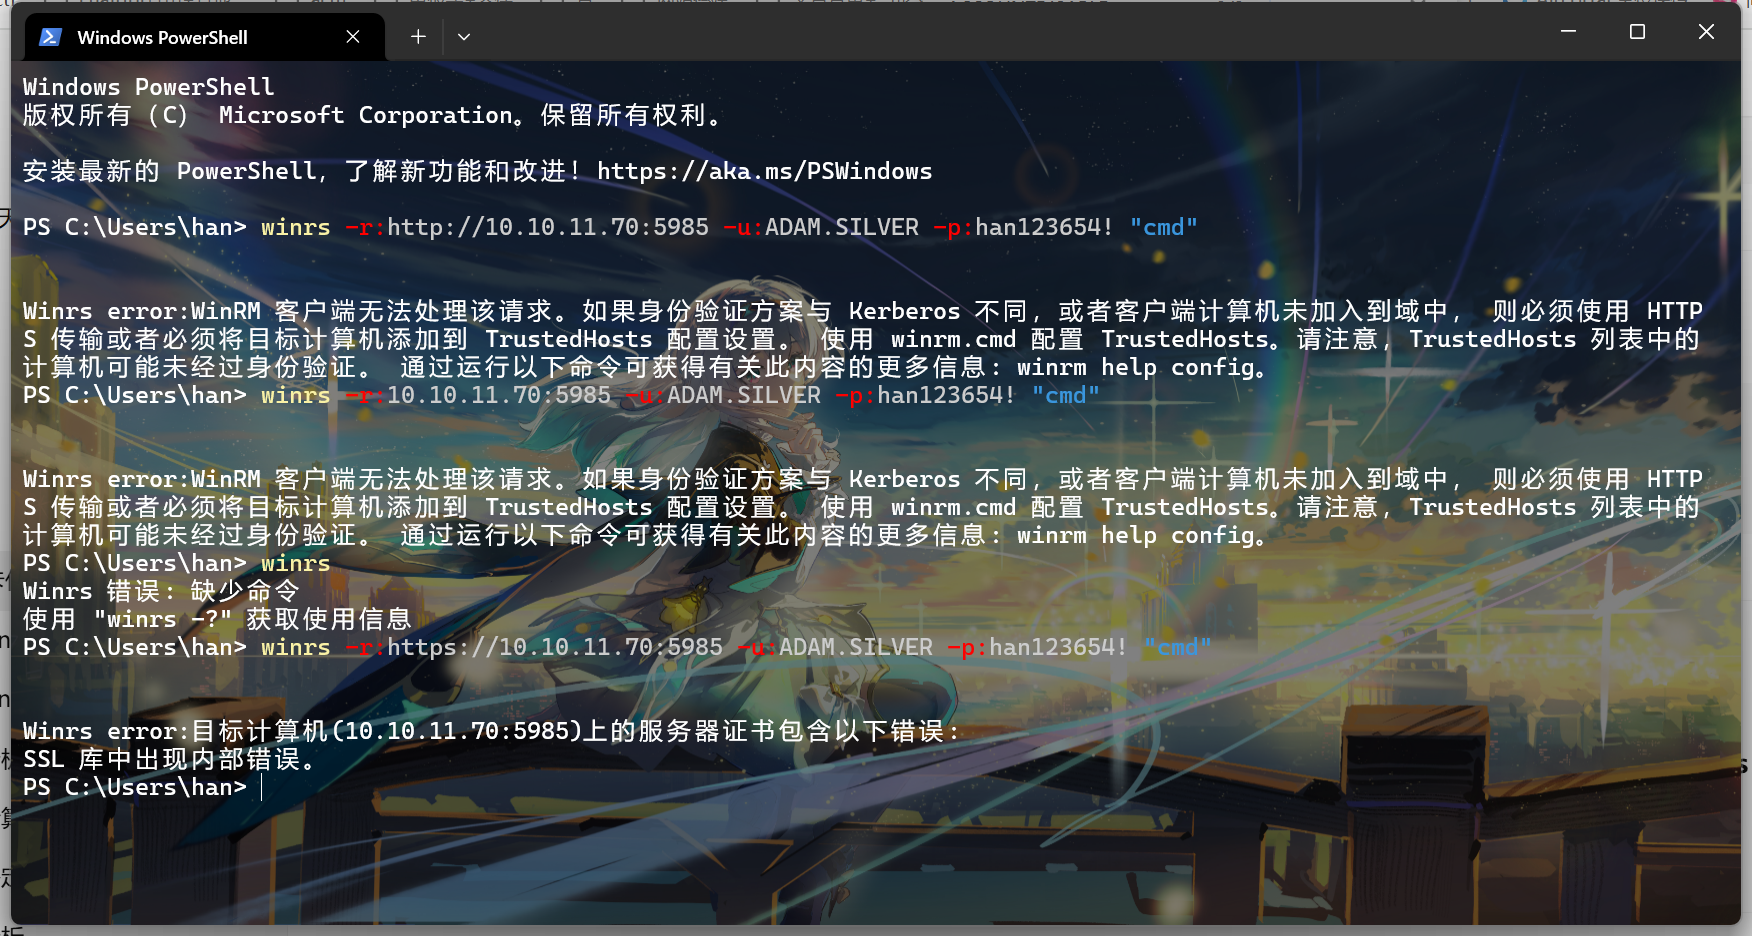 Windows PowerShell
Windows PowerShell
版权所有 (C) Microsoft Corporation。保留所有权利。
安装最新的 PowerShell,了解新功能和改进!https://aka.ms/PSWindows
PS C:\Users\han> winrs -r:http://10.10.11.70:5985 -u:ADAM.SILVER -p:han123654! "cmd"
Winrs error:WinRM 客户端无法处理该请求。如果身份验证方案与 Kerberos 不同,或者客户端计算机未加入到域中, 则必须使用 HTTP
S 传输或者必须将目标计算机添加到 TrustedHosts 配置设置。 使用 winrm.cmd 配置 TrustedHosts。请注意,TrustedHosts 列表中的
计算机可能未经过身份验证。 通过运行以下命令可获得有关此内容的更多信息: winrm help config。
PS C:\Users\han> winrs -r:10.10.11.70:5985 -u:ADAM.SILVER -p:han123654! "cmd"
Winrs error:WinRM 客户端无法处理该请求。如果身份验证方案与 Kerberos 不同,或者客户端计算机未加入到域中, 则必须使用 HTTP
S 传输或者必须将目标计算机添加到 TrustedHosts 配置设置。 使用 winrm.cmd 配置 TrustedHosts。请注意,TrustedHosts 列表中的
计算机可能未经过身份验证。 通过运行以下命令可获得有关此内容的更多信息: winrm help config。
PS C:\Users\han> winrs
Winrs 错误: 缺少命令
使用 "winrs -?" 获取使用信息
PS C:\Users\han> winrs -r:https://10.10.11.70:5985 -u:ADAM.SILVER -p:han123654! "cmd"
Winrs error:目标计算机(10.10.11.70:5985)上的服务器证书包含以下错误:
SSL 库中出现内部错误。
PS C:\Users\han>